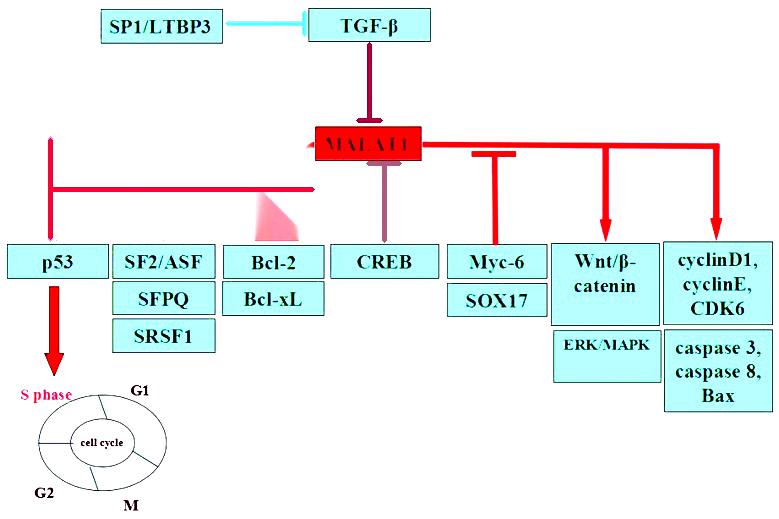 SP1/LTBP3
TGF-β
MALAT1
p53
SF2/ASF
SFPQ
SRSF1
Bcl-2
Bcl-xL
CREB
Myc-6
SOX17
Wnt/β-
catenin
ERK/MAPK
cyclinD1,
cyclinE,
CDK6
caspase 3,
caspase 8,
Bax
S phase
G1
cell cycle
G2
M